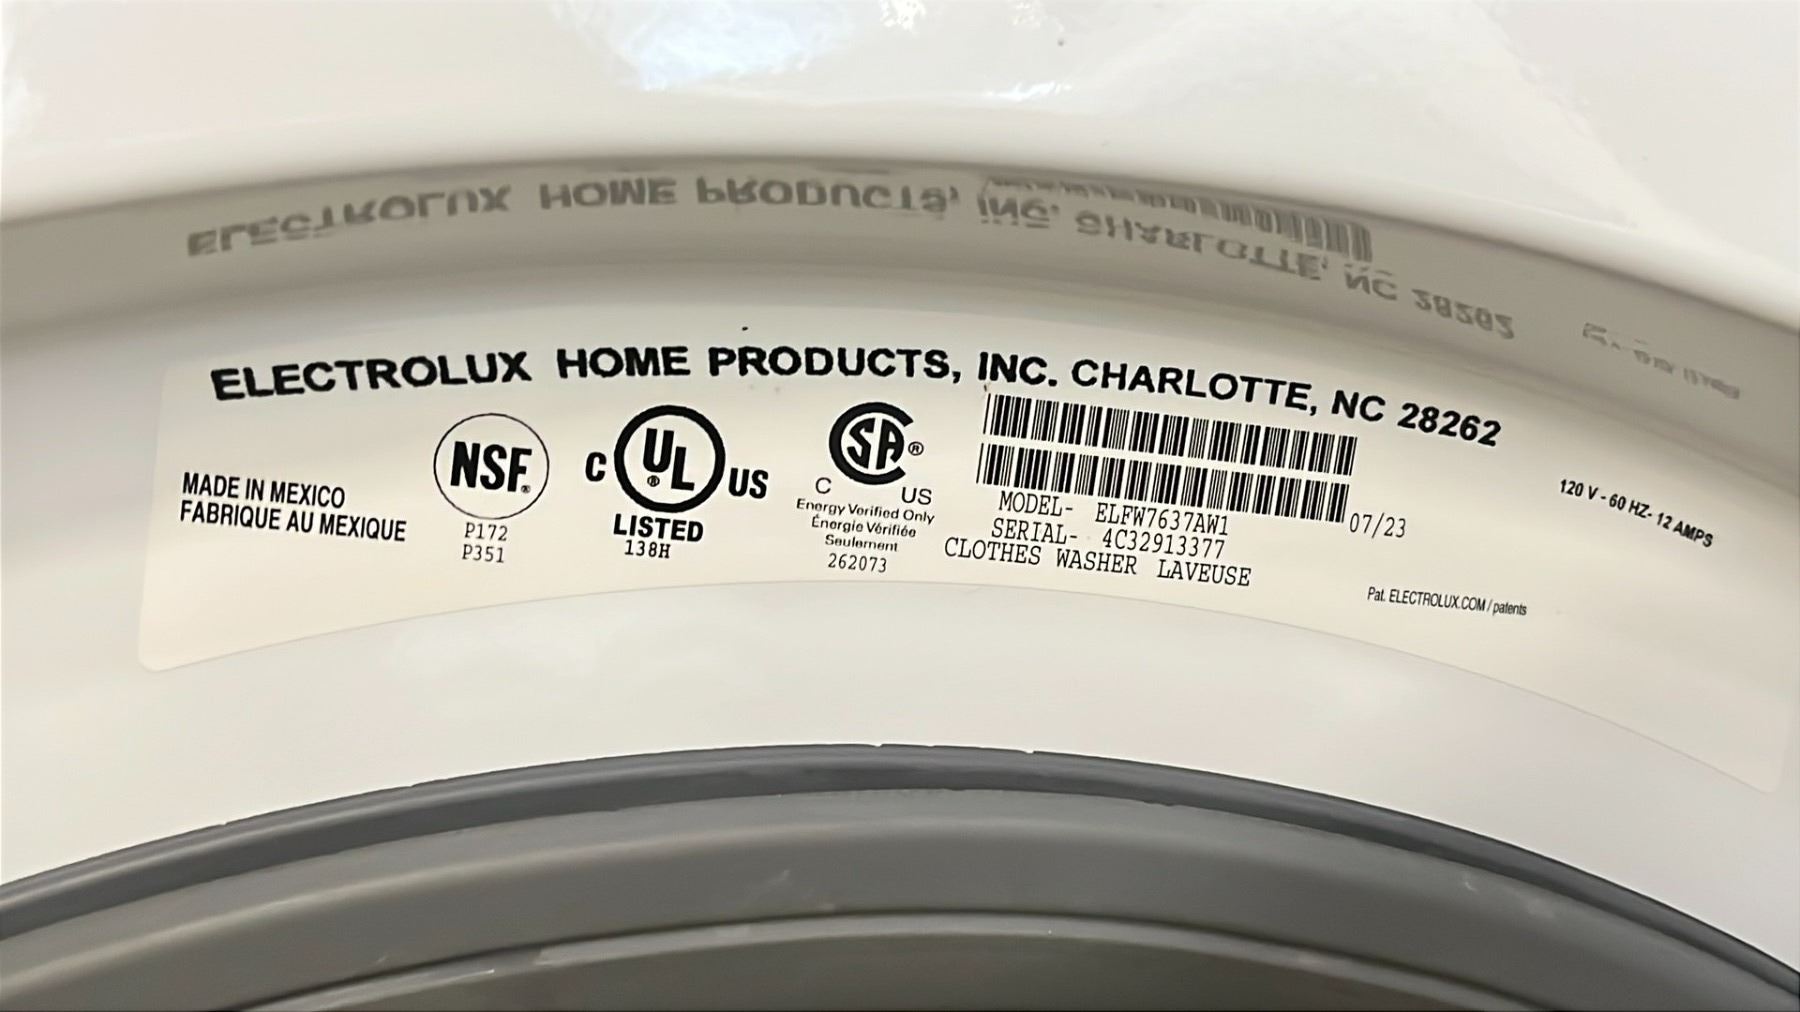 ELECTROLUX HOME PRODUCTS, INC. CHARLOTTE, NC 28262
ELECTROLUX HOME PRODUCTS, INC. CHARLOTTE, NC 28262
MADE IN MEXICO
FABRIQUE AU MEXIQUE
NSF®
P172
P351
C UL® US
LISTED
138H
SA®
C US
Energy Verified Only
Énergie Vérifiée
Seulement
262073
MODEL- ELFW7637AW1
SERIAL- 4C32913377
CLOTHES WASHER LAVEUSE
07/23
120 V - 60 HZ- 12 AMPS
Pat. ELECTROLUX.COM / patents